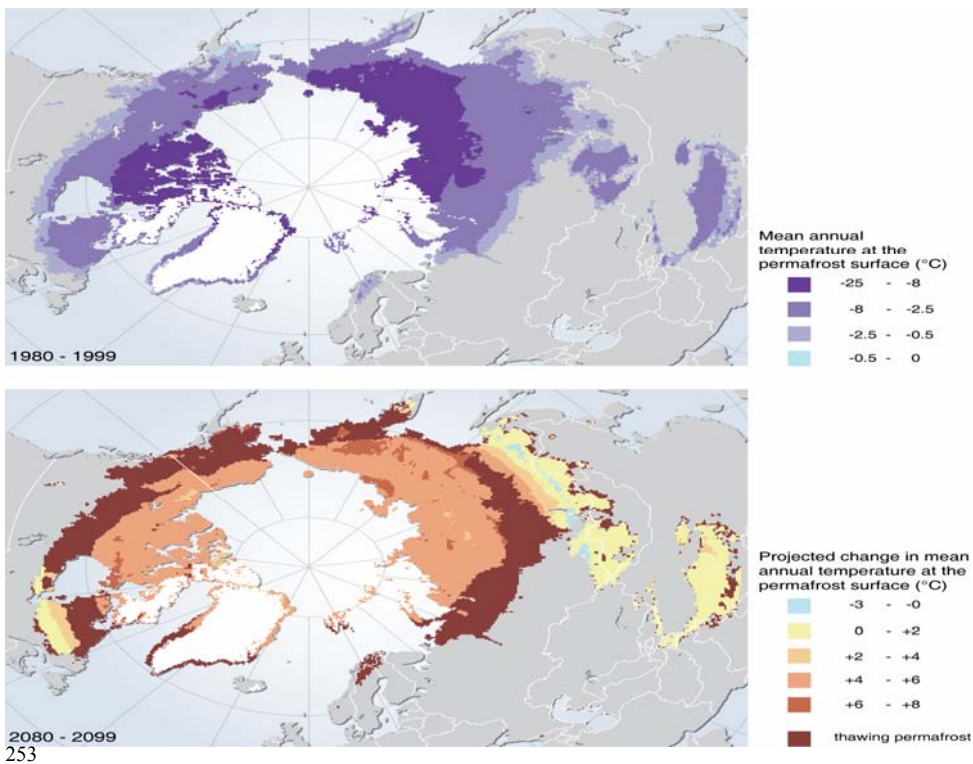 1980 - 1999
Mean annual
temperature at the
permafrost surface (°C)
-25 - -8
-8 - -2.5
-2.5 - -0.5
-0.5 - 0
2080 - 2099
Projected change in mean
annual temperature at the
permafrost surface (°C)
-3 - -0
0 - +2
+2 - +4
+4 - +6
+6 - +8
thawing permafrost
253